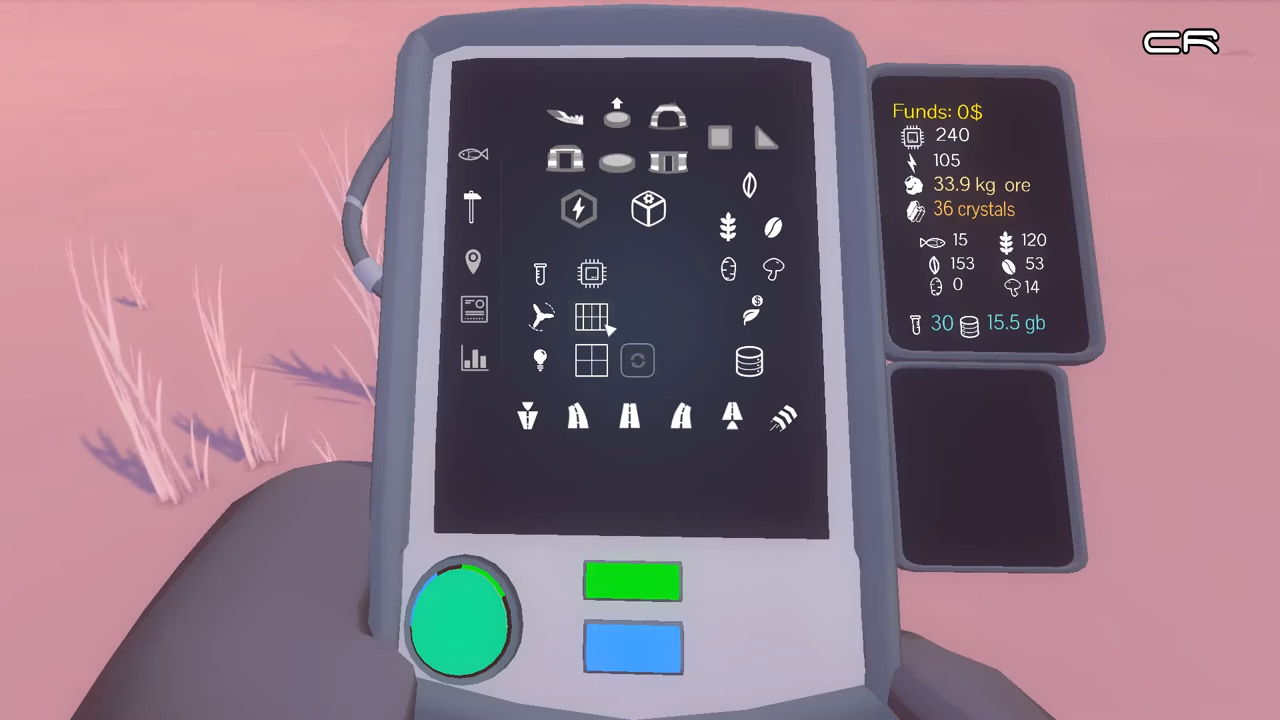 CR
Funds: 0$
240
105
33.9 kg ore
36 crystals
15 120
153 53
0 14
30 15.5 gb